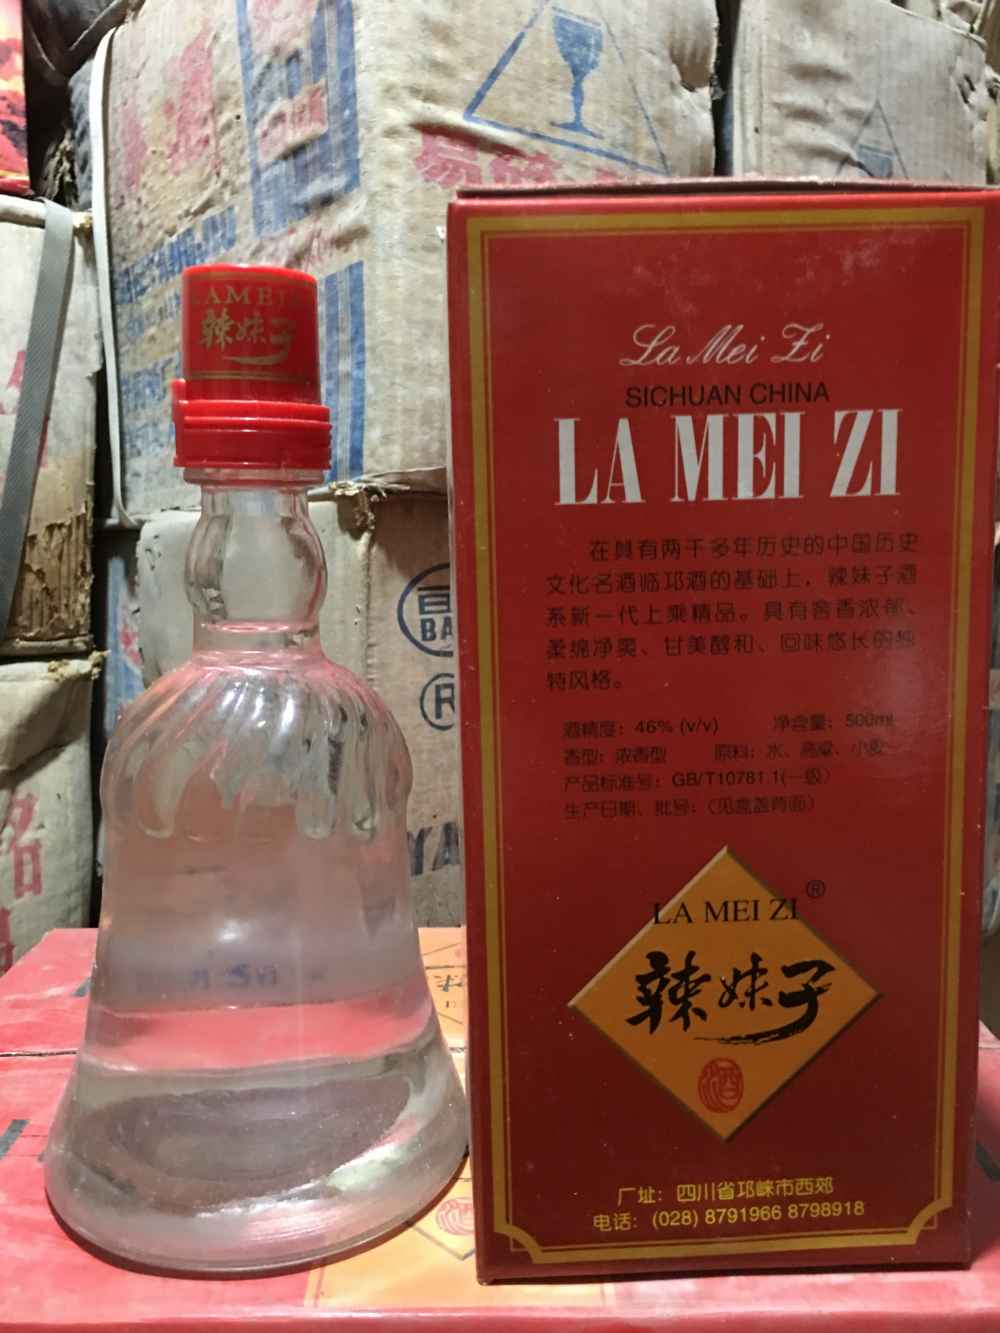 LAMEIZI
辣妹子
La Mei Zi
SICHUAN CHINA
LA MEI ZI
在具有两千多年历史的中国历史
文化名酒临邛酒的基础上，辣妹子酒
系新一代上乘精品。具有窖香浓郁、
柔绵净爽、甘美醇和、回味悠长的独
特风格。
酒精度：46% (v/v) 净含量：500ml
香型：浓香型 原料：水、高粱、小麦
产品标准号：GB/T10781.1(一级)
生产日期、批号：(见盒盖背面)
LA MEI ZI®
辣妹子
酒
厂址：四川省邛崃市西郊
电话：(028) 8791966 8798918